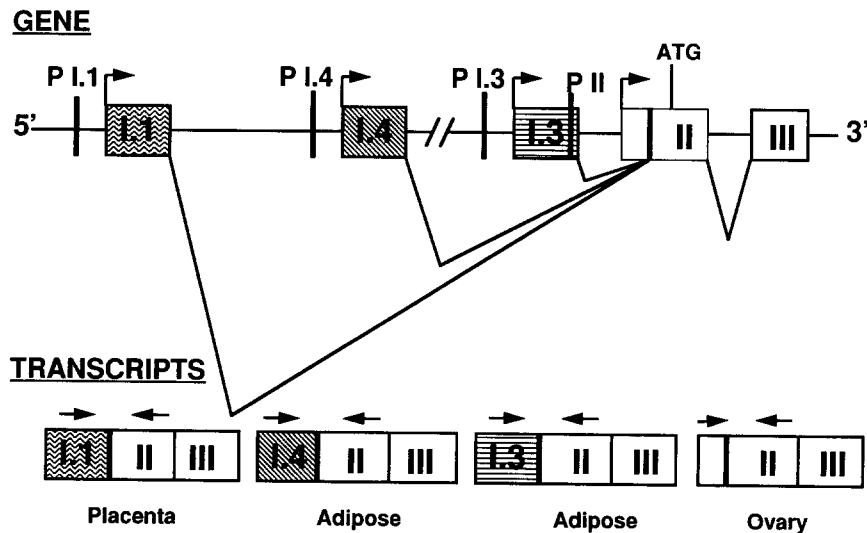 GENE
P I.1 P I.4 P I.3 P II ATG
5' I.1 I.4 // I.3 II III 3'
TRANSCRIPTS
I.1 II III I.4 II III I.3 II III II III
Placenta Adipose Adipose Ovary